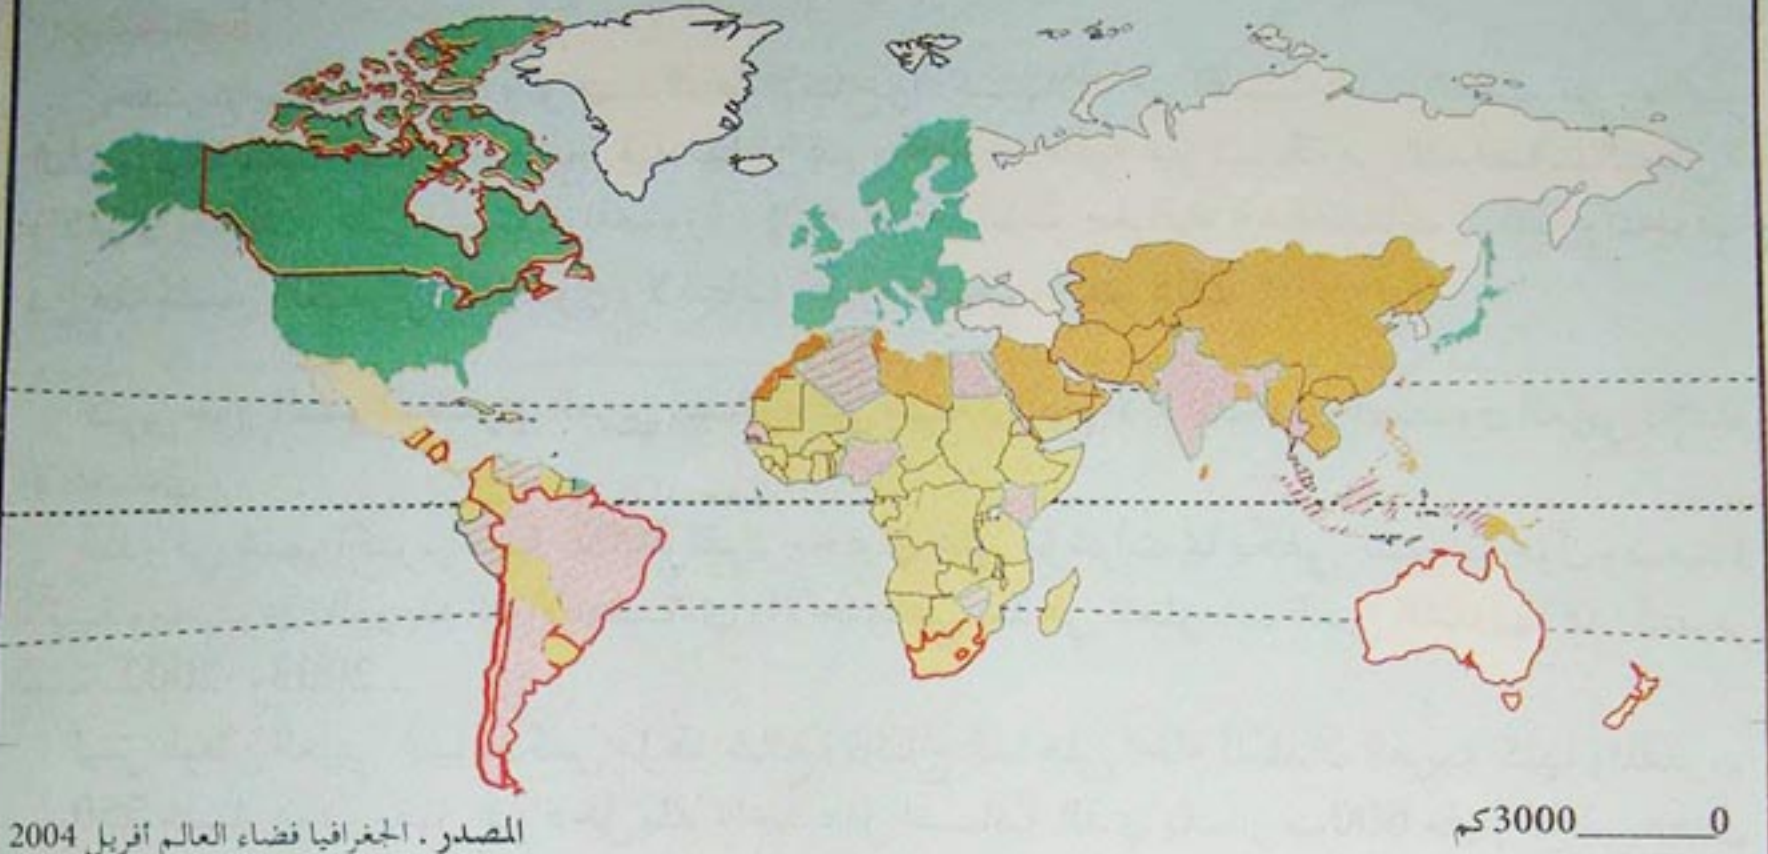 0 3000كم
المصدر . الجغرافيا فضاء العالم أفريل 2004